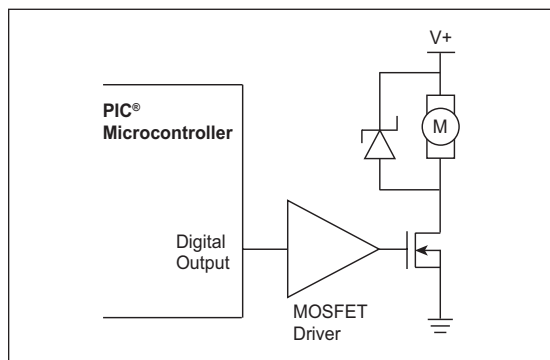 V+
PIC®
Microcontroller
M
Digital
Output
MOSFET
Driver